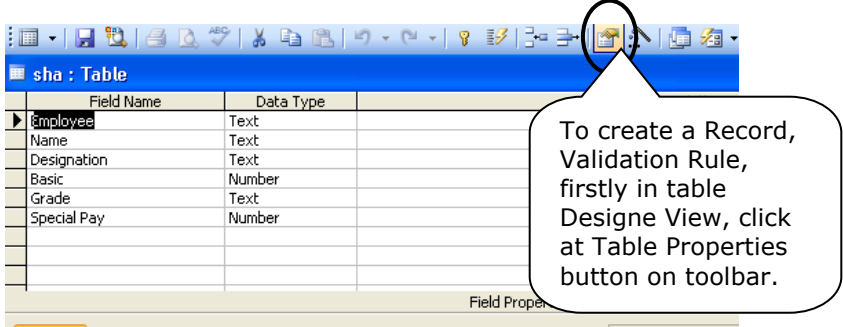 ABC
sha : Table
Field Name Data Type
Employee Text
Name Text
Designation Text
Basic Number
Grade Text
Special Pay Number
Field Proper
To create a Record,
Validation Rule,
firstly in table
Designe View, click
at Table Properties
button on toolbar.